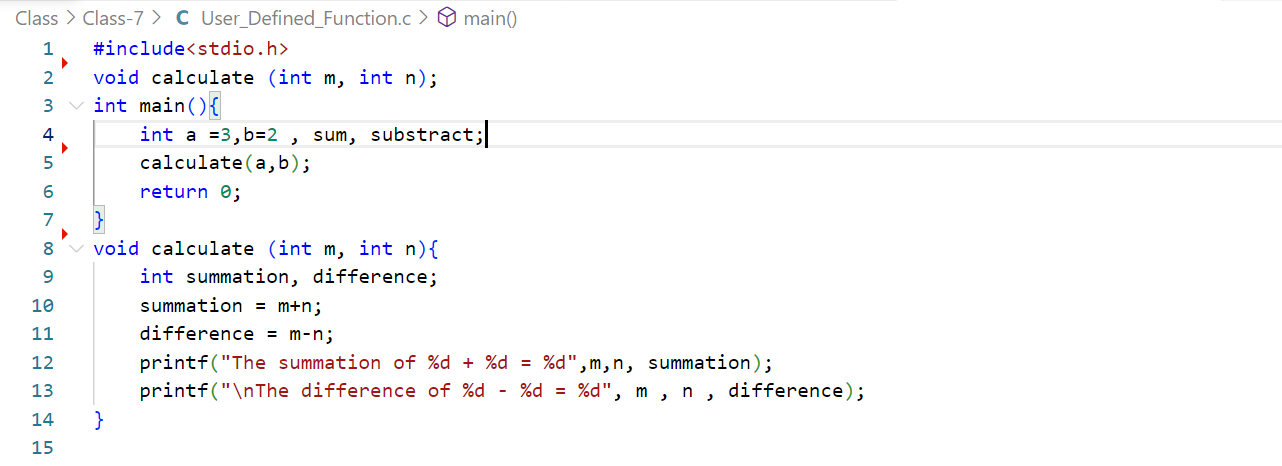 Class > Class-7 > C User_Defined_Function.c > main()
1 #include<stdio.h>
2 void calculate (int m, int n);
3 int main(){
4     int a =3,b=2 , sum, substract;
5     calculate(a,b);
6     return 0;
7 }
8 void calculate (int m, int n){
9     int summation, difference;
10     summation = m+n;
11     difference = m-n;
12     printf("The summation of %d + %d = %d",m,n, summation);
13     printf("\nThe difference of %d - %d = %d", m , n , difference);
14 }
15